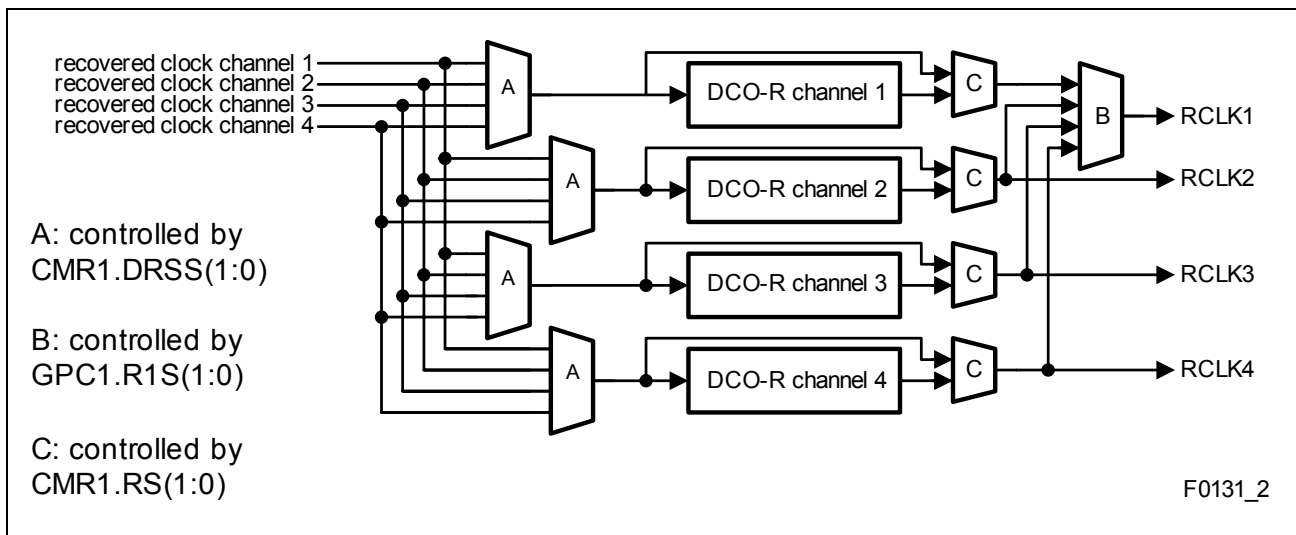 recovered clock channel 1
recovered clock channel 2
recovered clock channel 3
recovered clock channel 4
A
DCO-R channel 1
C
B
RCLK1
A
DCO-R channel 2
C
RCLK2
A
DCO-R channel 3
C
RCLK3
A
DCO-R channel 4
C
RCLK4
A: controlled by
CMR1.DRSS(1:0)
B: controlled by
GPC1.R1S(1:0)
C: controlled by
CMR1.RS(1:0)
F0131_2